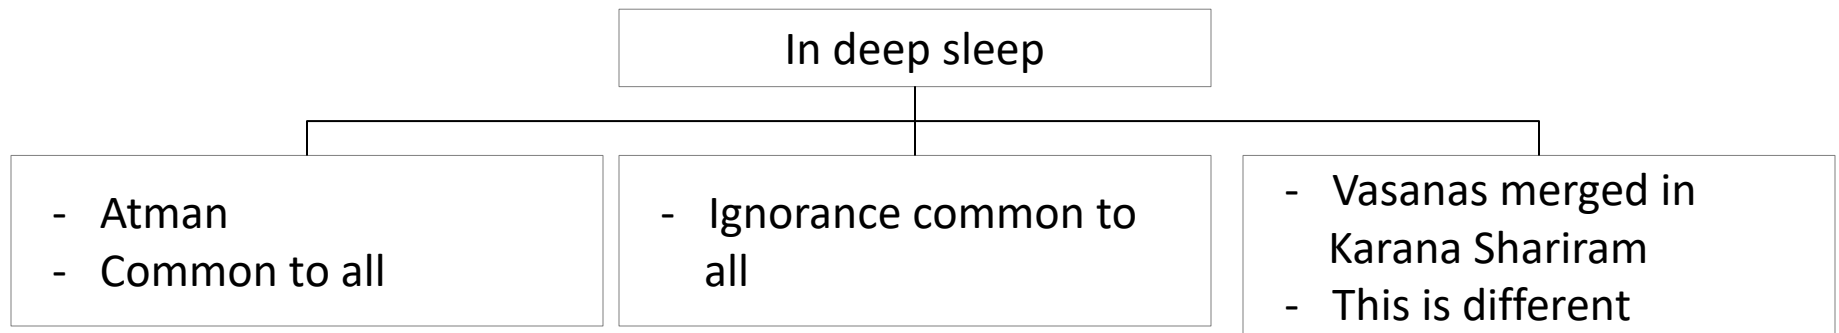 In deep sleep
- Atman
- Common to all
- Ignorance common to
all
- Vasanas merged in
Karana Shariram
- This is different